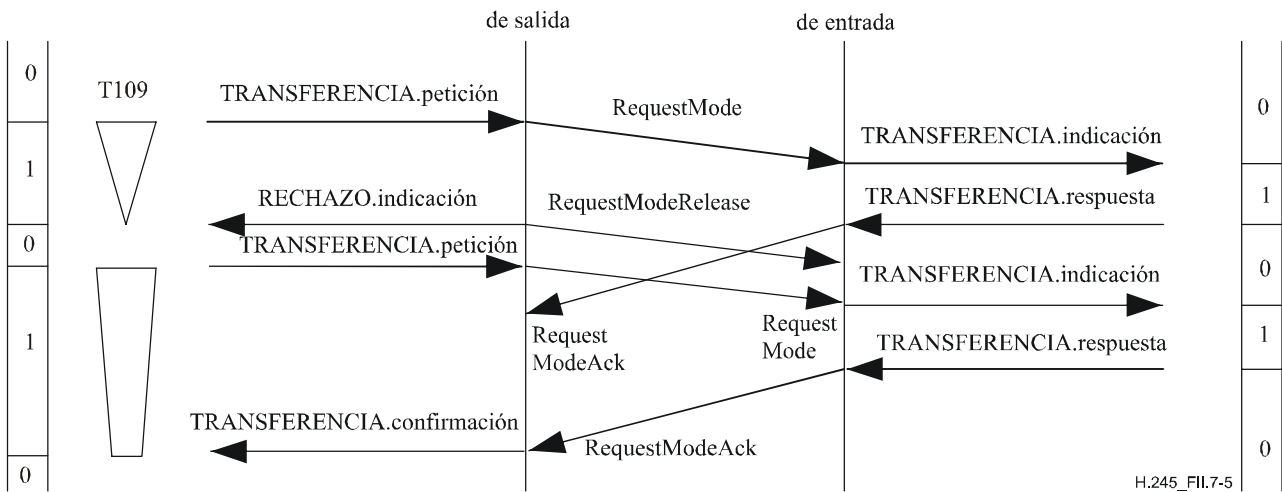 de salida
de entrada
0
T109
TRANSFERENCIA.petición
RequestMode
0
TRANSFERENCIA.indicación
1
RECHAZO.indicación
RequestModeRelease
TRANSFERENCIA.respuesta
1
0
TRANSFERENCIA.petición
TRANSFERENCIA.indicación
0
1
Request
ModeAck
Request
Mode
TRANSFERENCIA.respuesta
1
TRANSFERENCIA.confirmación
RequestModeAck
0
0
H.245_FII.7-5